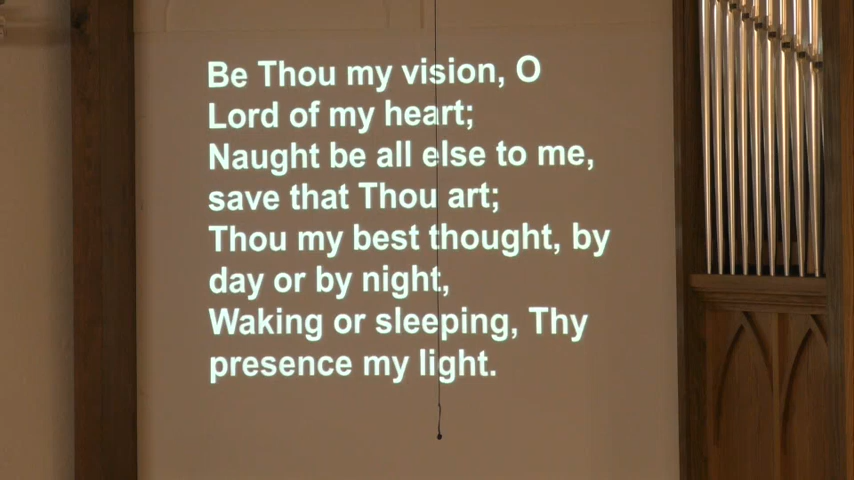 Be Thou my vision, O
Lord of my heart;
Naught be all else to me,
save that Thou art;
Thou my best thought, by
day or by night,
Waking or sleeping, Thy
presence my light.